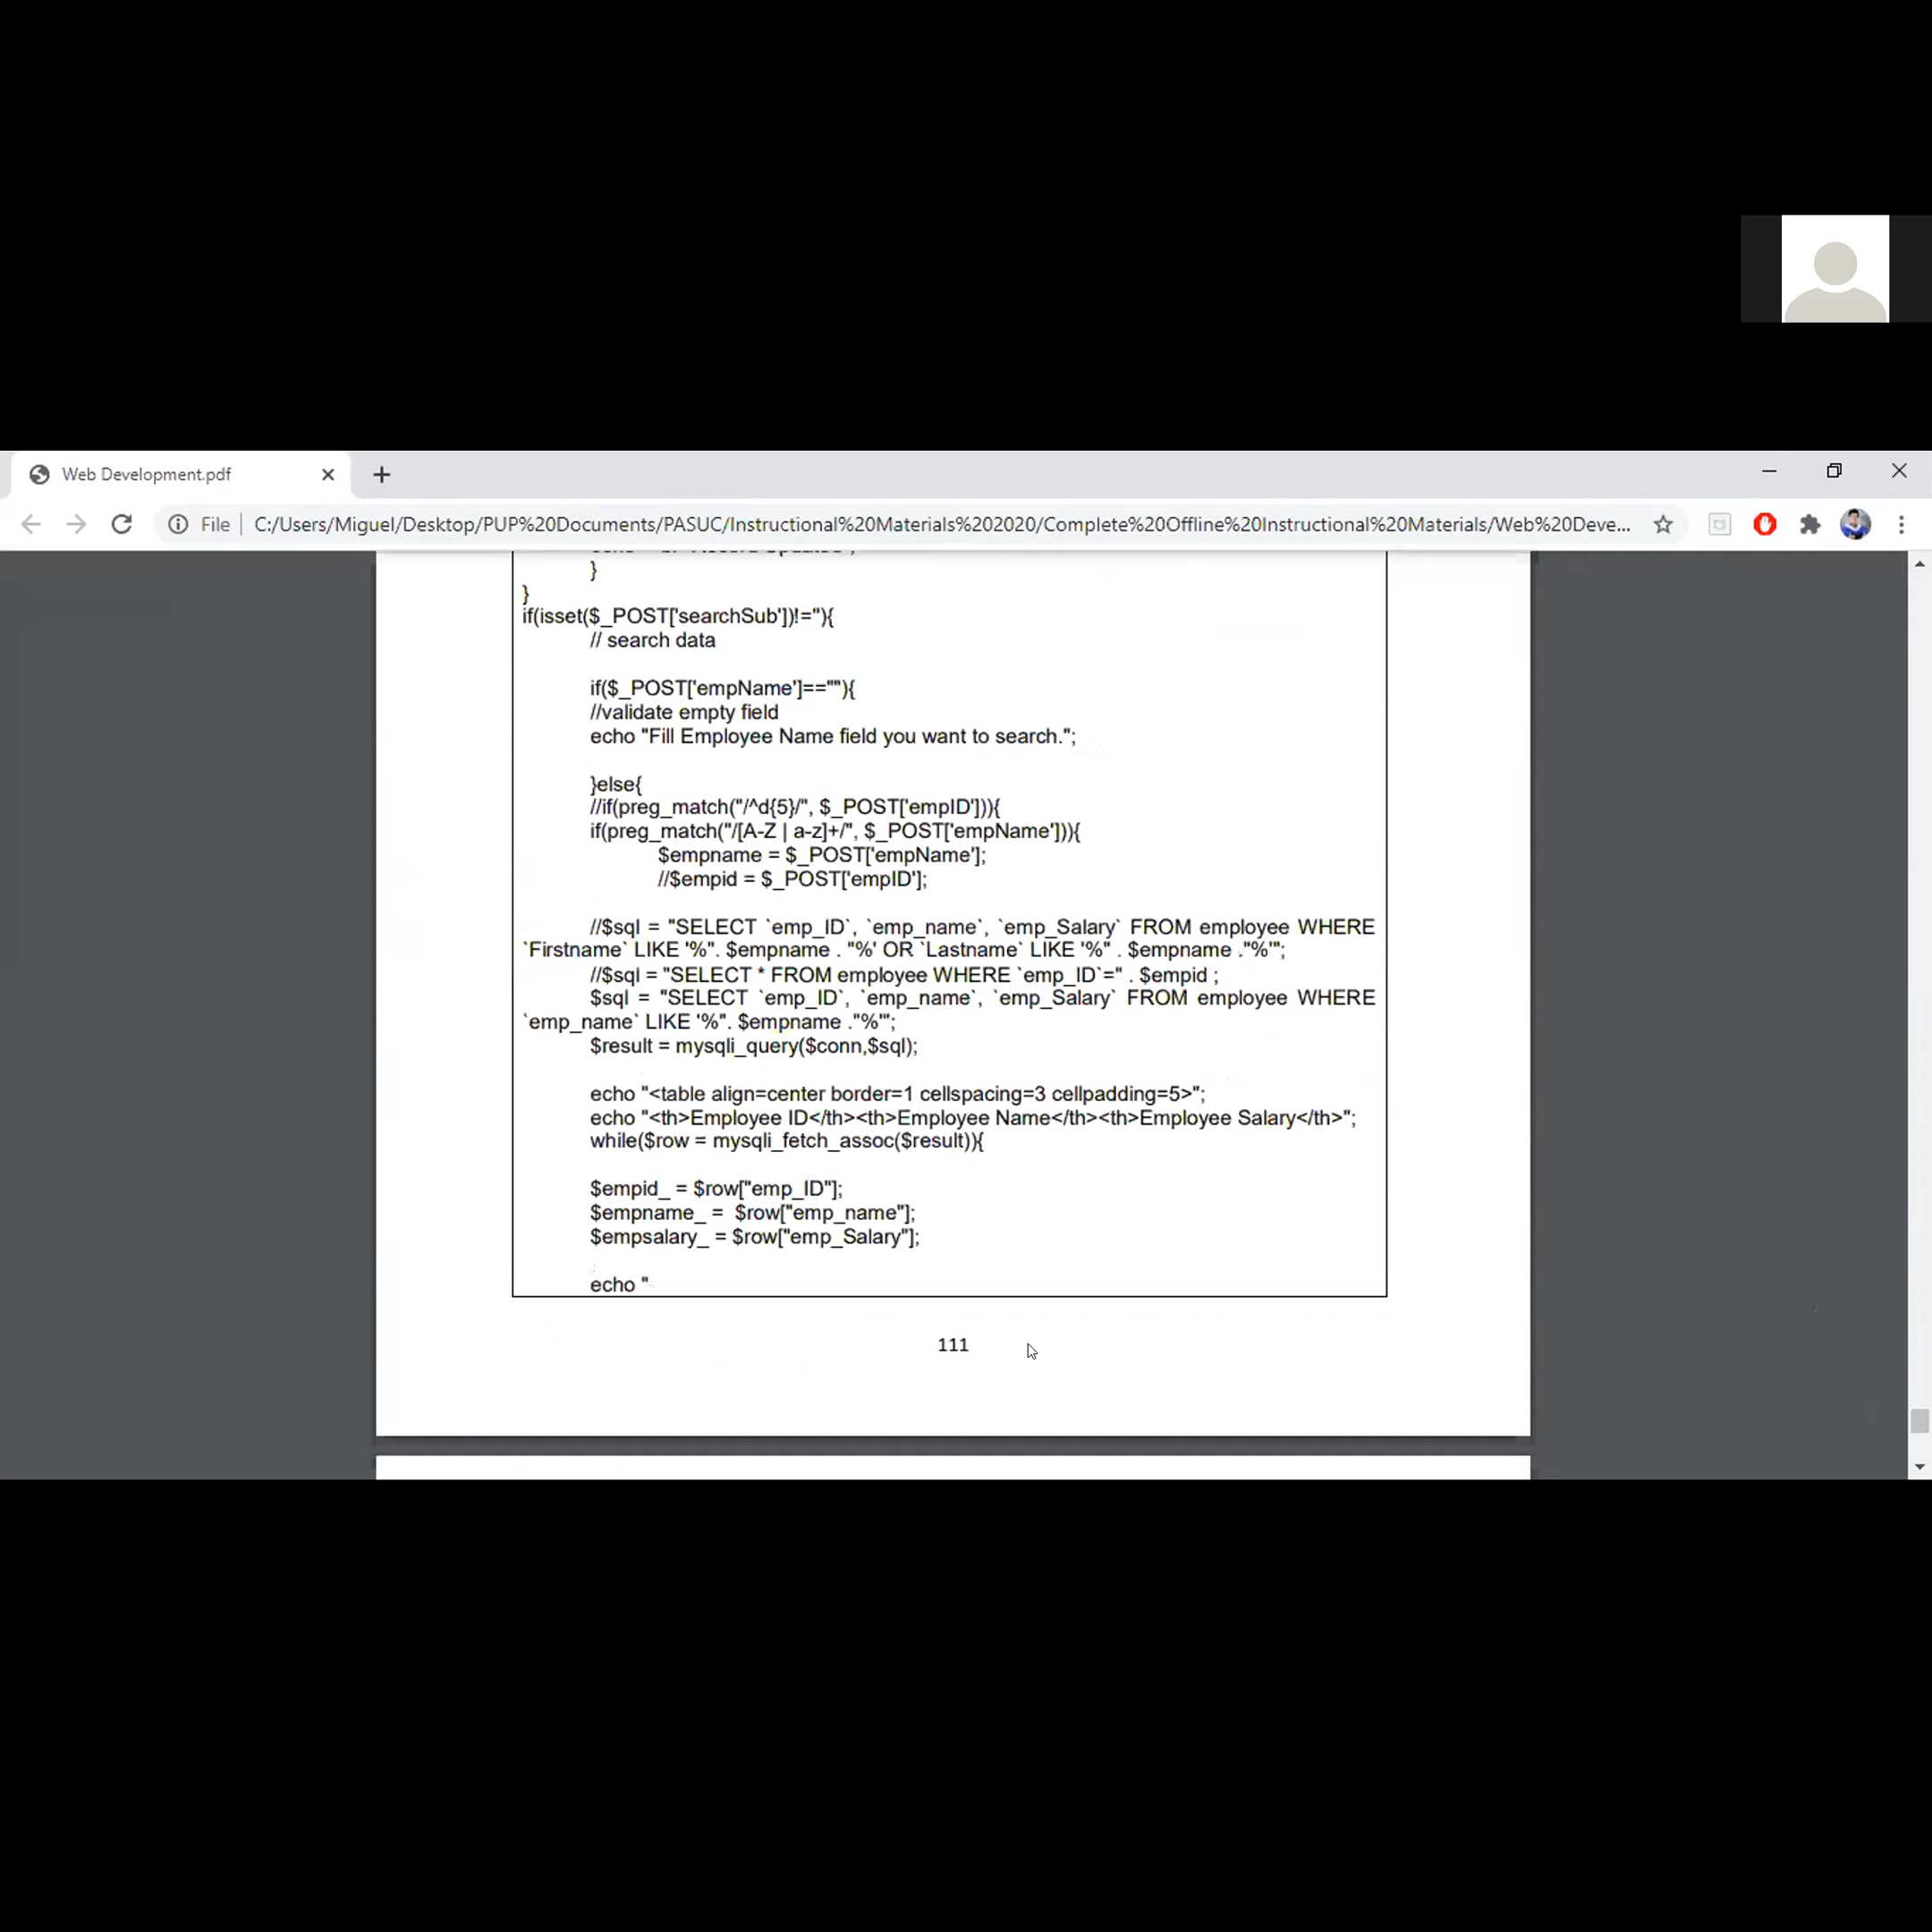 Web Development.pdf
File C:/Users/Miguel/Desktop/PUP%20Documents/PASUC/Instructional%20Materials%202020/Complete%20Offline%20Instructional%20Materials/Web%20Deve...
}
}
if(isset($_POST['searchSub'])!=''){
// search data
if($_POST['empName']==""){
//validate empty field
echo "Fill Employee Name field you want to search.";
}else{
//if(preg_match("/^d{5}/", $_POST['empID'])){
if(preg_match("/[A-Z | a-z]+/", $_POST['empName'])){
$empname = $_POST['empName'];
//$empid = $_POST['empID'];
//$sql = "SELECT `emp_ID`, `emp_name`, `emp_Salary` FROM employee WHERE
`Firstname` LIKE '%". $empname . "%' OR `Lastname` LIKE '%" . $empname ."%'";
//$sql = "SELECT * FROM employee WHERE `emp_ID`=" . $empid ;
$sql = "SELECT `emp_ID`, `emp_name`, `emp_Salary` FROM employee WHERE
`emp_name` LIKE '%". $empname ."%'";
$result = mysqli_query($conn,$sql);
echo "<table align=center border=1 cellspacing=3 cellpadding=5>";
echo "<th>Employee ID</th><th>Employee Name</th><th>Employee Salary</th>";
while($row = mysqli_fetch_assoc($result)){
$empid_ = $row["emp_ID"];
$empname_ =  $row["emp_name"];
$empsalary_ = $row["emp_Salary"];
echo "
111